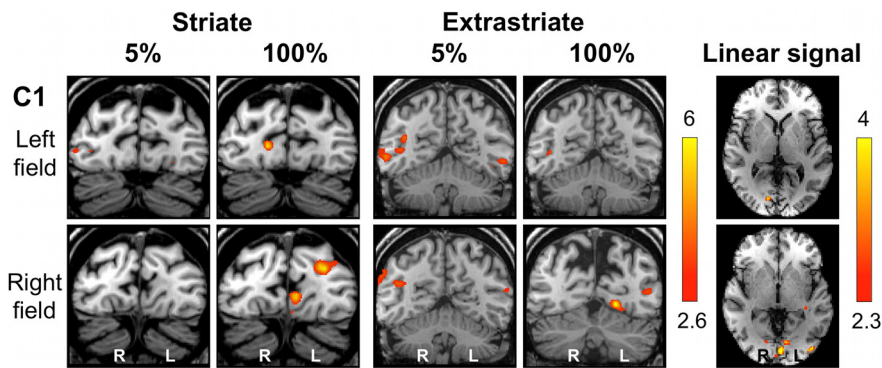 Striate Extrastriate
5% 100% 5% 100% Linear signal
C1
Left
field
Right
field
6
2.6
4
2.3
R L R L R L R L R L